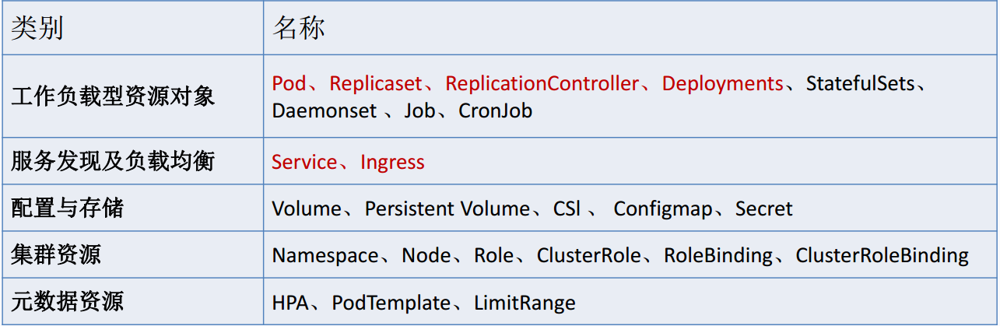 类别 名称
工作负载型资源对象 Pod、Replicaset、ReplicationController、Deployments、StatefulSets、
Daemonset 、Job、CronJob
服务发现及负载均衡 Service、Ingress
配置与存储 Volume、Persistent Volume、CSl 、 Configmap、Secret
集群资源 Namespace、Node、Role、ClusterRole、RoleBinding、ClusterRoleBinding
元数据资源 HPA、PodTemplate、LimitRange